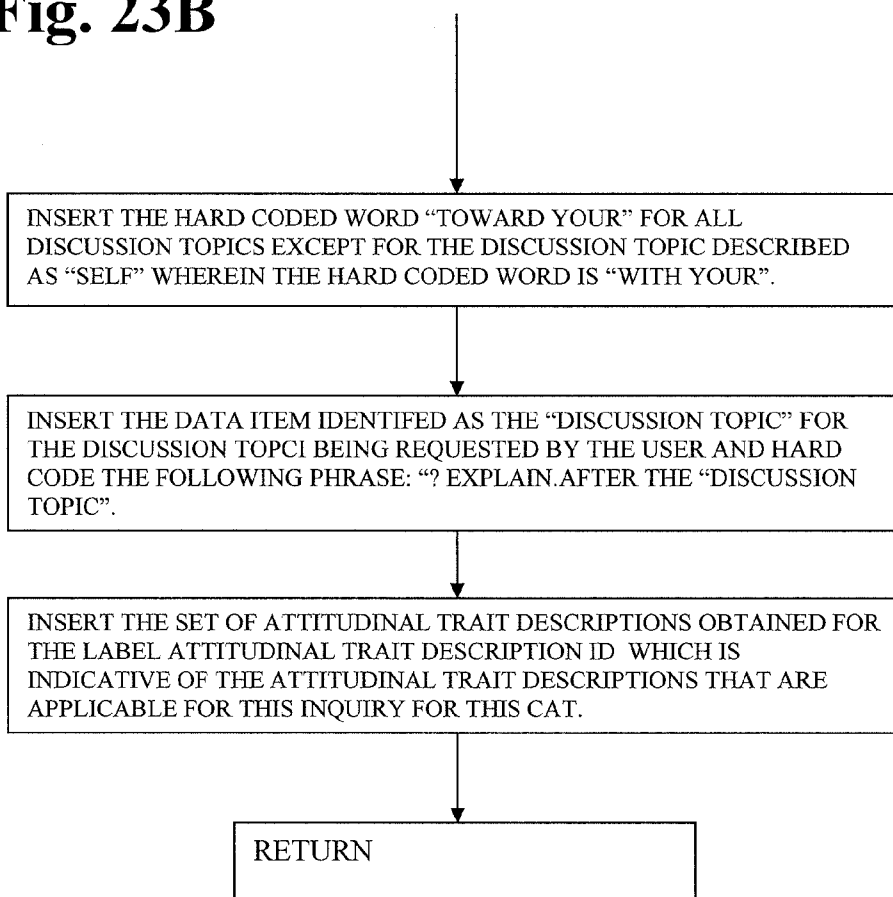 Fig. 23B
INSERT THE HARD CODED WORD “TOWARD YOUR” FOR ALL
DISCUSSION TOPICS EXCEPT FOR THE DISCUSSION TOPIC DESCRIBED
AS “SELF” WHEREIN THE HARD CODED WORD IS “WITH YOUR”.
INSERT THE DATA ITEM IDENTIFED AS THE “DISCUSSION TOPIC” FOR
THE DISCUSSION TOPCI BEING REQUESTED BY THE USER AND HARD
CODE THE FOLLOWING PHRASE: “? EXPLAIN.AFTER THE “DISCUSSION
TOPIC”.
INSERT THE SET OF ATTITUDINAL TRAIT DESCRIPTIONS OBTAINED FOR
THE LABEL ATTITUDINAL TRAIT DESCRIPTION ID WHICH IS
INDICATIVE OF THE ATTITUDINAL TRAIT DESCRIPTIONS THAT ARE
APPLICABLE FOR THIS INQUIRY FOR THIS CAT.
RETURN